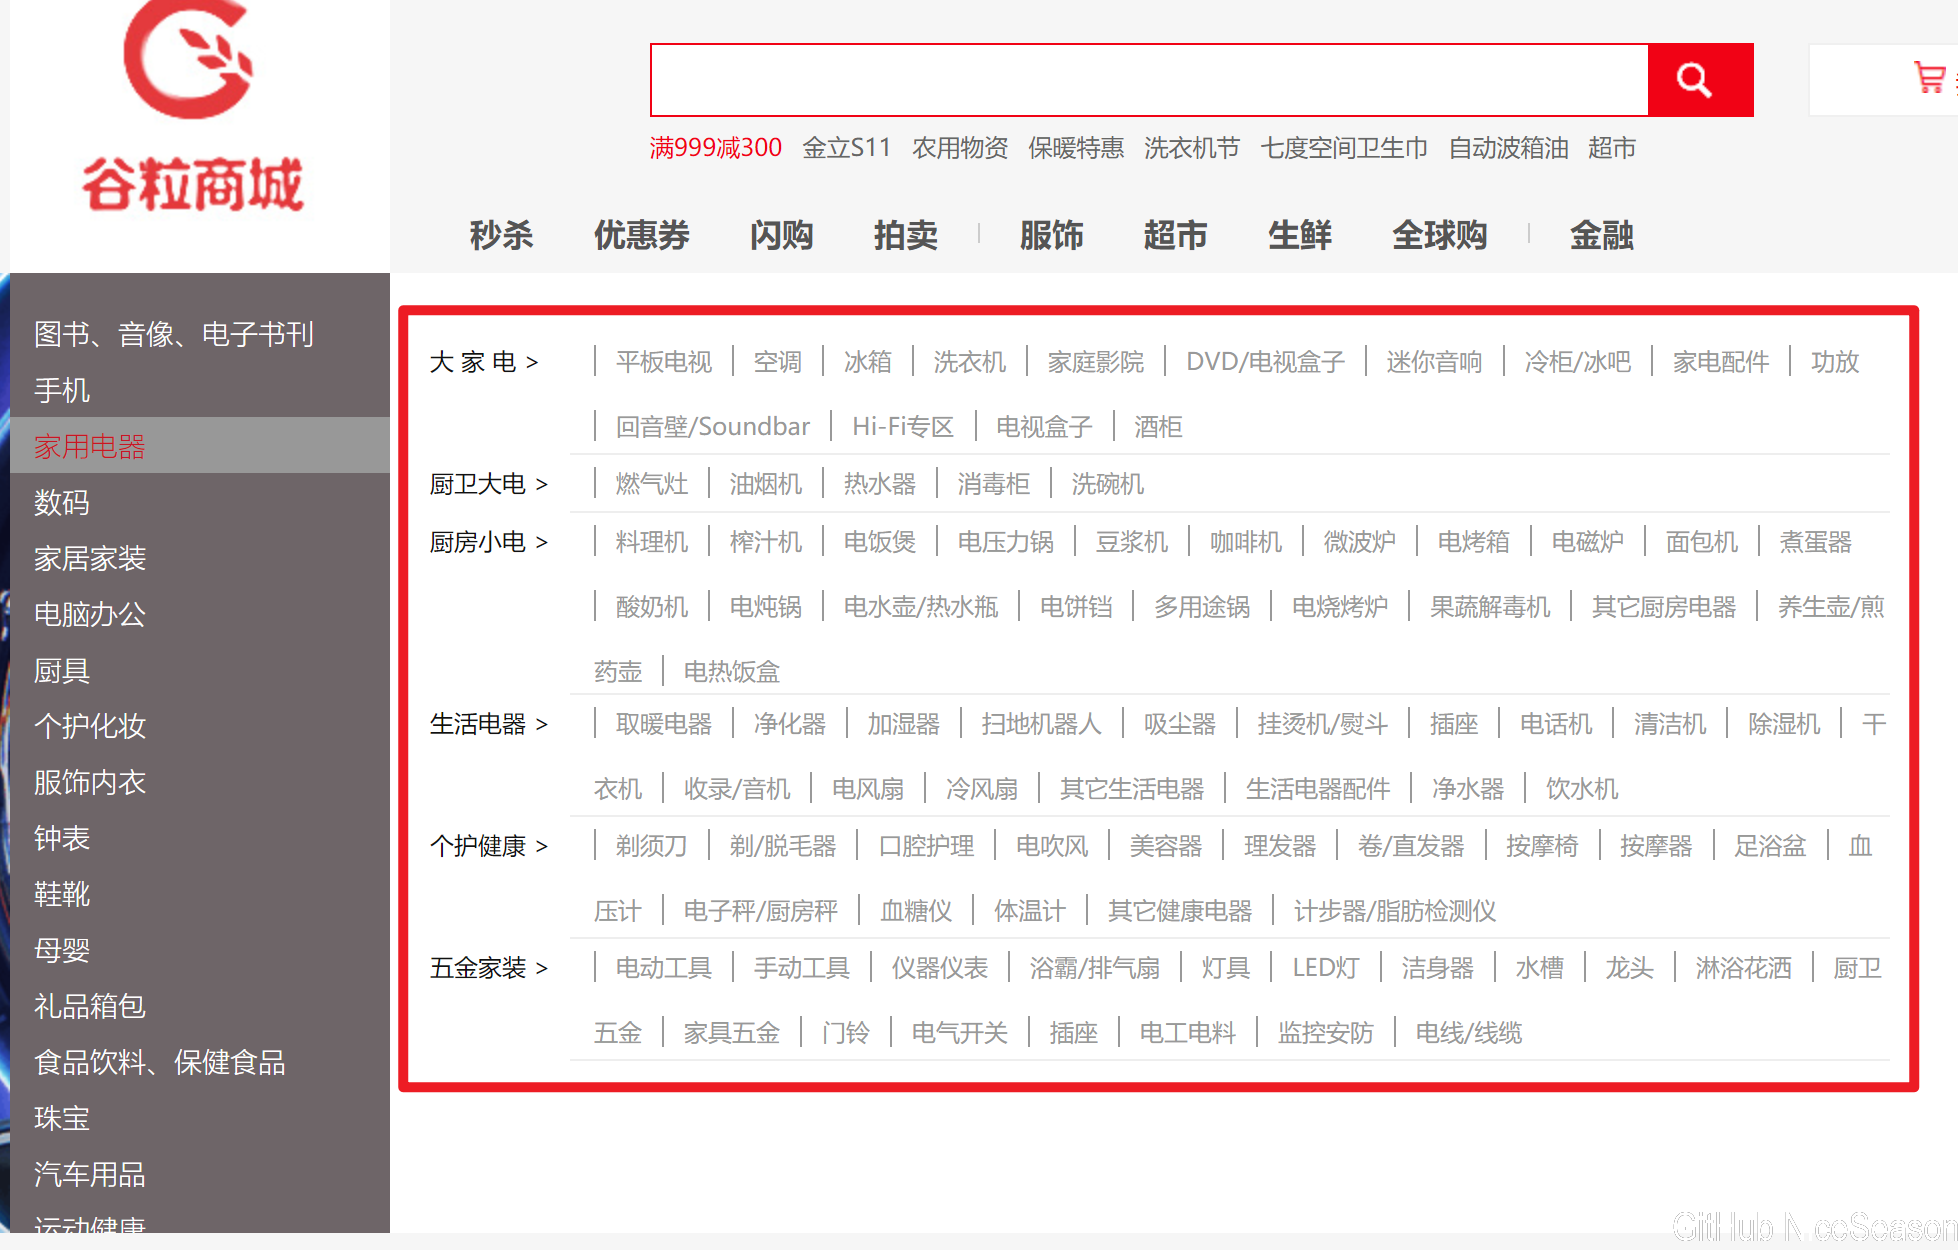 谷粒商城
满999减300 金立S11 农用物资 保暖特惠 洗衣机节 七度空间卫生巾 自动波箱油 超市
秒杀 优惠券 闪购 拍卖 | 服饰 超市 生鲜 全球购 | 金融
图书、音像、电子书刊
手机
家用电器
数码
家居家装
电脑办公
厨具
个护化妆
服饰内衣
钟表
鞋靴
母婴
礼品箱包
食品饮料、保健食品
珠宝
汽车用品
运动健康
大 家 电 > | 平板电视 | 空调 | 冰箱 | 洗衣机 | 家庭影院 | DVD/电视盒子 | 迷你音响 | 冷柜/冰吧 | 家电配件 | 功放
| 回音壁/Soundbar | Hi-Fi专区 | 电视盒子 | 酒柜
厨卫大电 > | 燃气灶 | 油烟机 | 热水器 | 消毒柜 | 洗碗机
厨房小电 > | 料理机 | 榨汁机 | 电饭煲 | 电压力锅 | 豆浆机 | 咖啡机 | 微波炉 | 电烤箱 | 电磁炉 | 面包机 | 煮蛋器
| 酸奶机 | 电炖锅 | 电水壶/热水瓶 | 电饼铛 | 多用途锅 | 电烧烤炉 | 果蔬解毒机 | 其它厨房电器 | 养生壶/煎
药壶 | 电热饭盒
生活电器 > | 取暖电器 | 净化器 | 加湿器 | 扫地机器人 | 吸尘器 | 挂烫机/熨斗 | 插座 | 电话机 | 清洁机 | 除湿机 | 干
衣机 | 收录/音机 | 电风扇 | 冷风扇 | 其它生活电器 | 生活电器配件 | 净水器 | 饮水机
个护健康 > | 剃须刀 | 剃/脱毛器 | 口腔护理 | 电吹风 | 美容器 | 理发器 | 卷/直发器 | 按摩椅 | 按摩器 | 足浴盆 | 血
压计 | 电子秤/厨房秤 | 血糖仪 | 体温计 | 其它健康电器 | 计步器/脂肪检测仪
五金家装 > | 电动工具 | 手动工具 | 仪器仪表 | 浴霸/排气扇 | 灯具 | LED灯 | 洁身器 | 水槽 | 龙头 | 淋浴花洒 | 厨卫
五金 | 家具五金 | 门铃 | 电气开关 | 插座 | 电工电料 | 监控安防 | 电线/线缆
GitHub NiceSeason